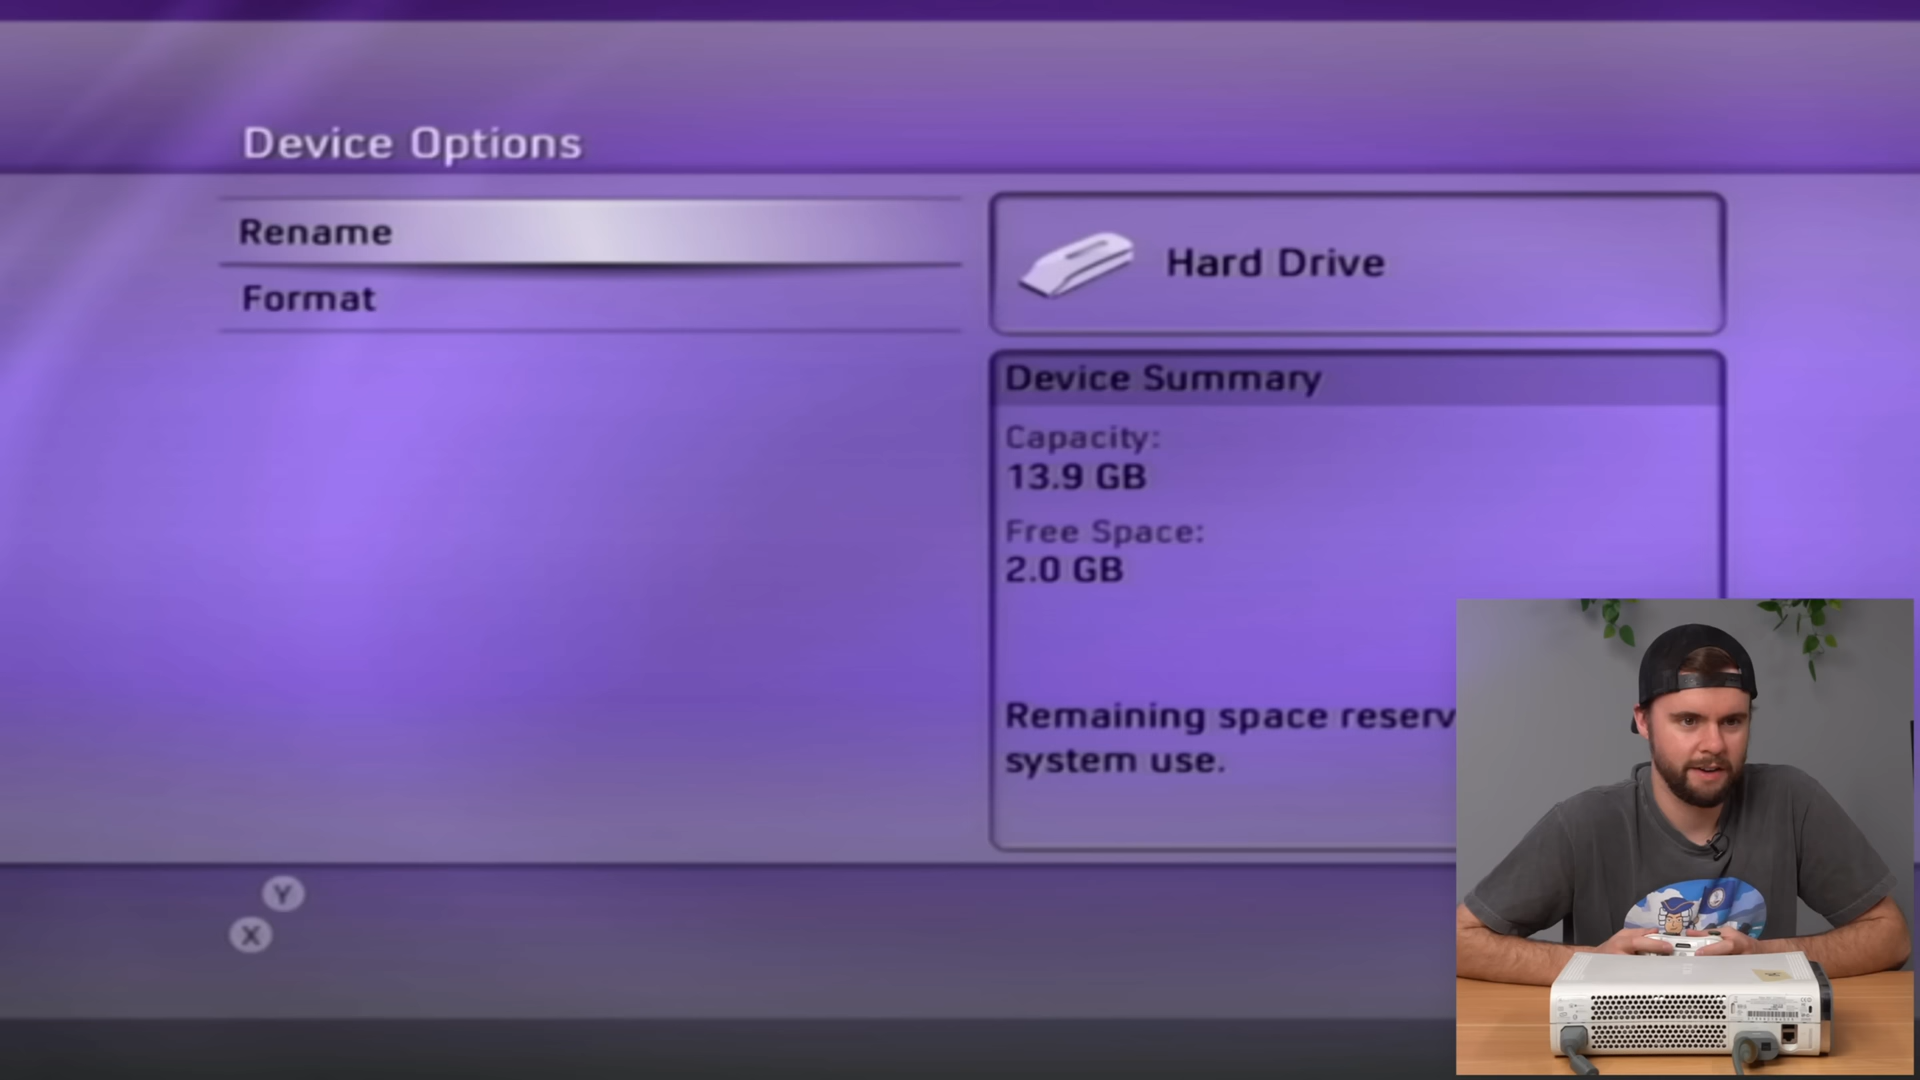 Device Options
Rename
Format
Hard Drive
Device Summary
Capacity:
13.9 GB
Free Space:
2.0 GB
Remaining space reserv
system use.
Y
X